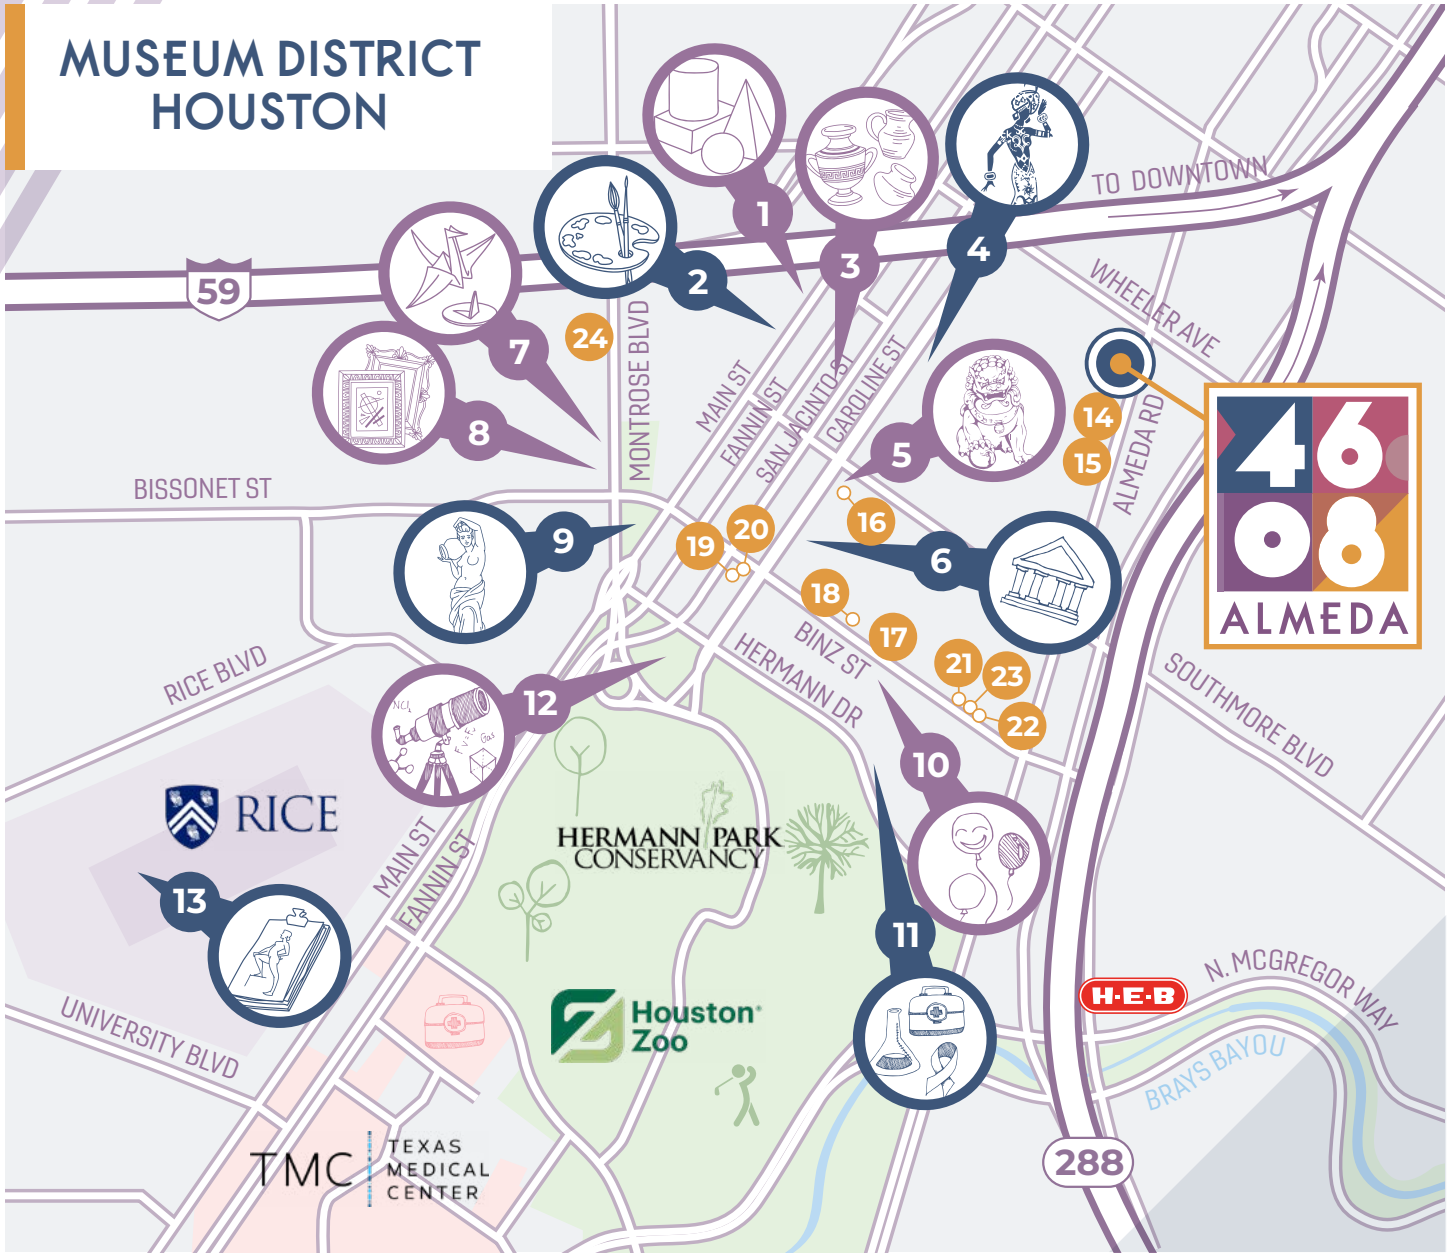 MUSEUM DISTRICT
HOUSTON
1
2
3
4
TO DOWNTOWN
59
7
24
8
MONTROSE BLVD
MAIN ST
FANNIN ST
SAN JACINTO ST
CAROLINE ST
WHEELER AVE
5
14
15
ALMEDA RD
46
08
ALMEDA
BISSONET ST
9
19
20
16
6
18
17
BINZ ST
HERMANN DR
21
23
22
SOUTHMORE BLVD
RICE BLVD
12
NCl₂
Gas
10
RICE
HERMANN PARK
CONSERVANCY
MAIN ST
FANNIN ST
13
11
UNIVERSITY BLVD
Houston
Zoo
H-E-B
N. MCGREGOR WAY
BRAYS BAYOU
TMC
TEXAS
MEDICAL
CENTER
288